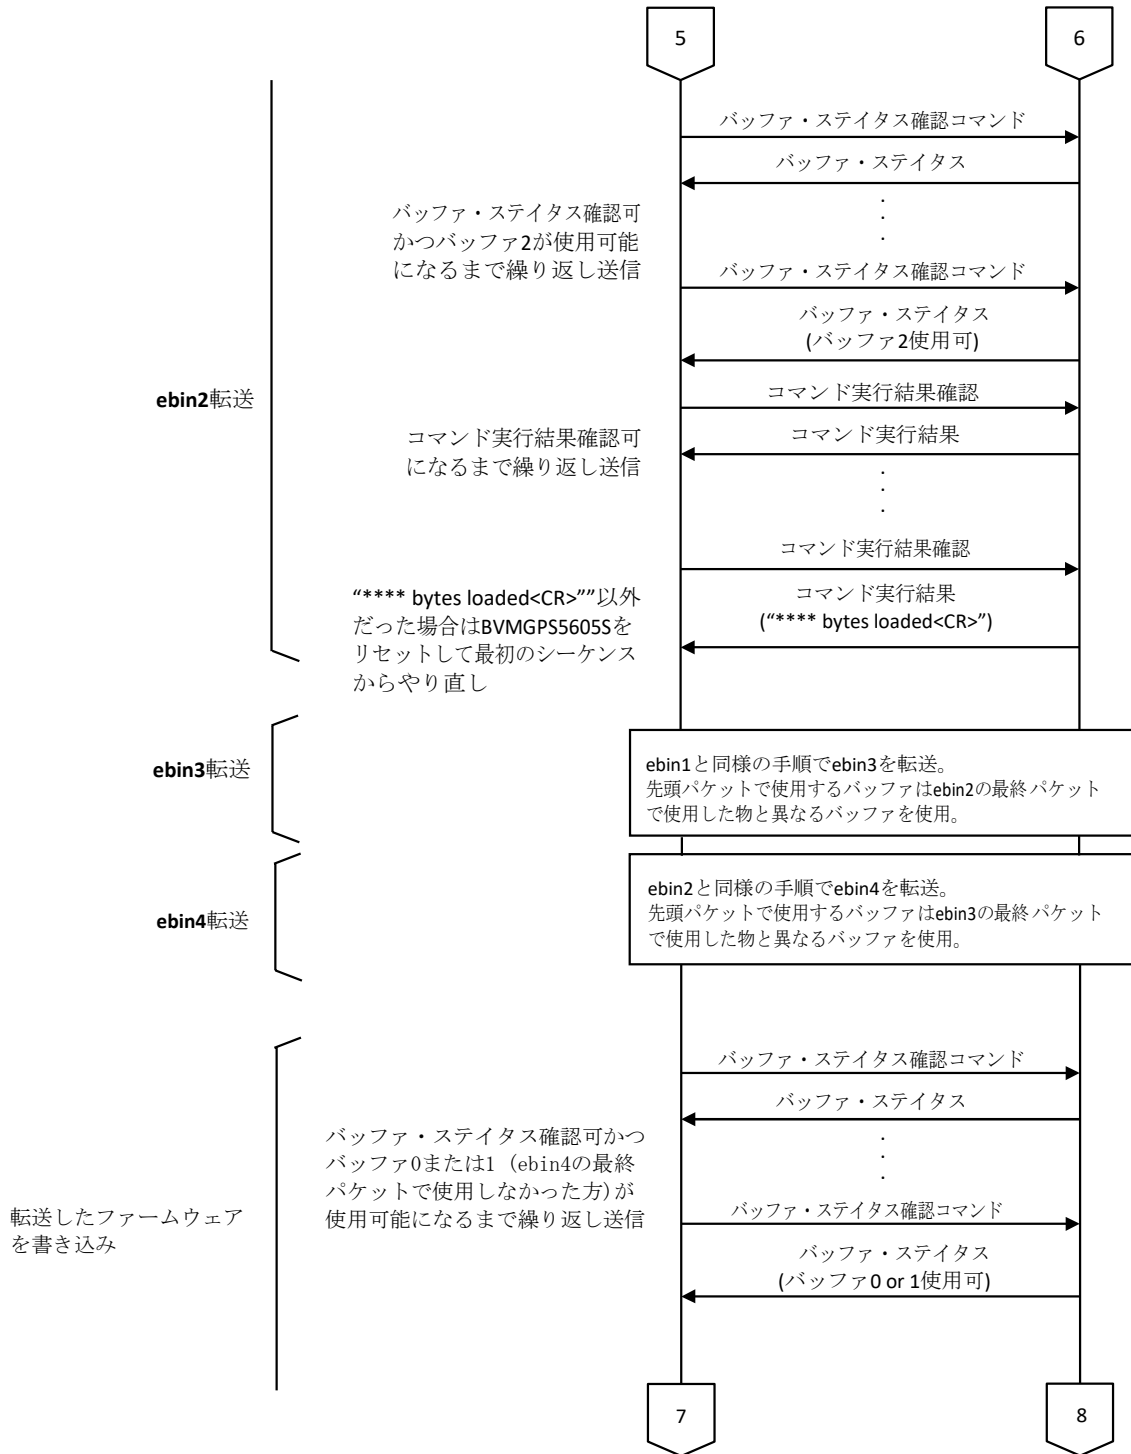 5
6
バッファ・ステイタス確認コマンド
バッファ・ステイタス
.
.
.
バッファ・ステイタス確認可
かつバッファ2が使用可能
になるまで繰り返し送信
バッファ・ステイタス確認コマンド
バッファ・ステイタス
(バッファ2使用可)
ebin2転送
コマンド実行結果確認
コマンド実行結果確認可
になるまで繰り返し送信
コマンド実行結果
.
.
.
コマンド実行結果確認
“**** bytes loaded<CR>””以外
だった場合はBVMGPS5605Sを
リセットして最初のシーケンス
からやり直し
コマンド実行結果
(“**** bytes loaded<CR>”)
ebin3転送
ebin1と同様の手順でebin3を転送。
先頭パケットで使用するバッファはebin2の最終パケット
で使用した物と異なるバッファを使用。
ebin4転送
ebin2と同様の手順でebin4を転送。
先頭パケットで使用するバッファはebin3の最終パケット
で使用した物と異なるバッファを使用。
バッファ・ステイタス確認コマンド
バッファ・ステイタス
.
.
.
バッファ・ステイタス確認可かつ
バッファ0または1 (ebin4の最終
パケットで使用しなかった方)が
使用可能になるまで繰り返し送信
転送したファームウェア
を書き込み
バッファ・ステイタス確認コマンド
バッファ・ステイタス
(バッファ0 or 1使用可)
7
8